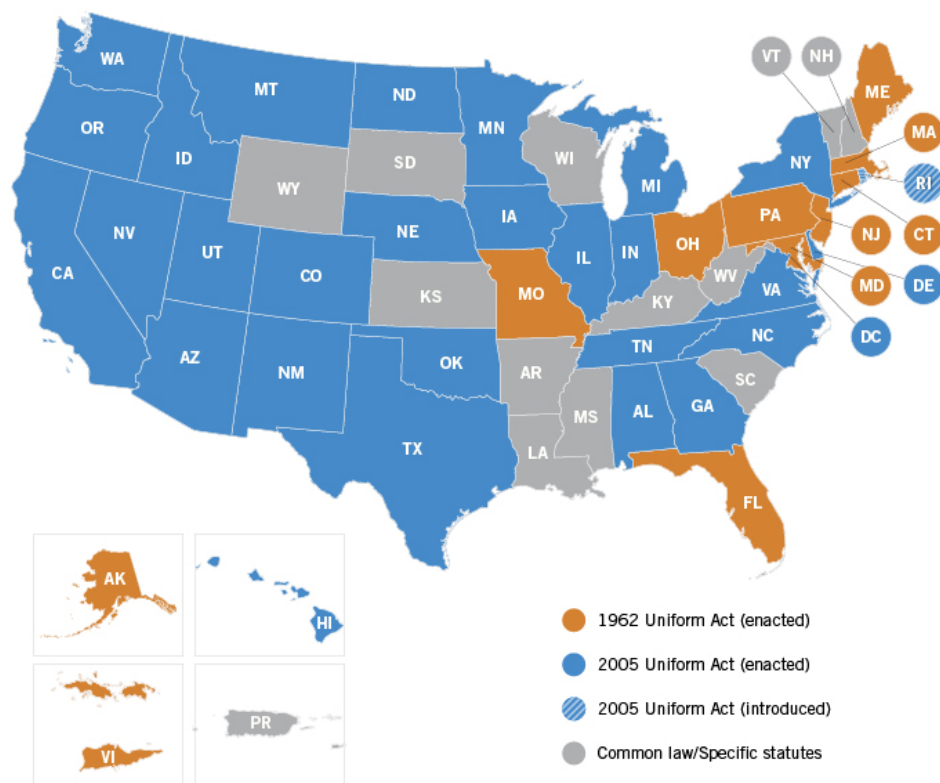 VT
NH
WA
ME
MT
ND
OR
MN
MA
ID
SD
WI
NY
RI
WY
MI
IA
PA
NE
NJ
CT
NV
OH
IL
IN
UT
CA
CO
WV
MD
DE
KS
MO
VA
KY
DC
NC
TN
AZ
OK
NM
AR
SC
GA
MS
AL
TX
LA
FL
AK
HI
1962 Uniform Act (enacted)
2005 Uniform Act (enacted)
2005 Uniform Act (introduced)
PR
VI
Common law/Specific statutes